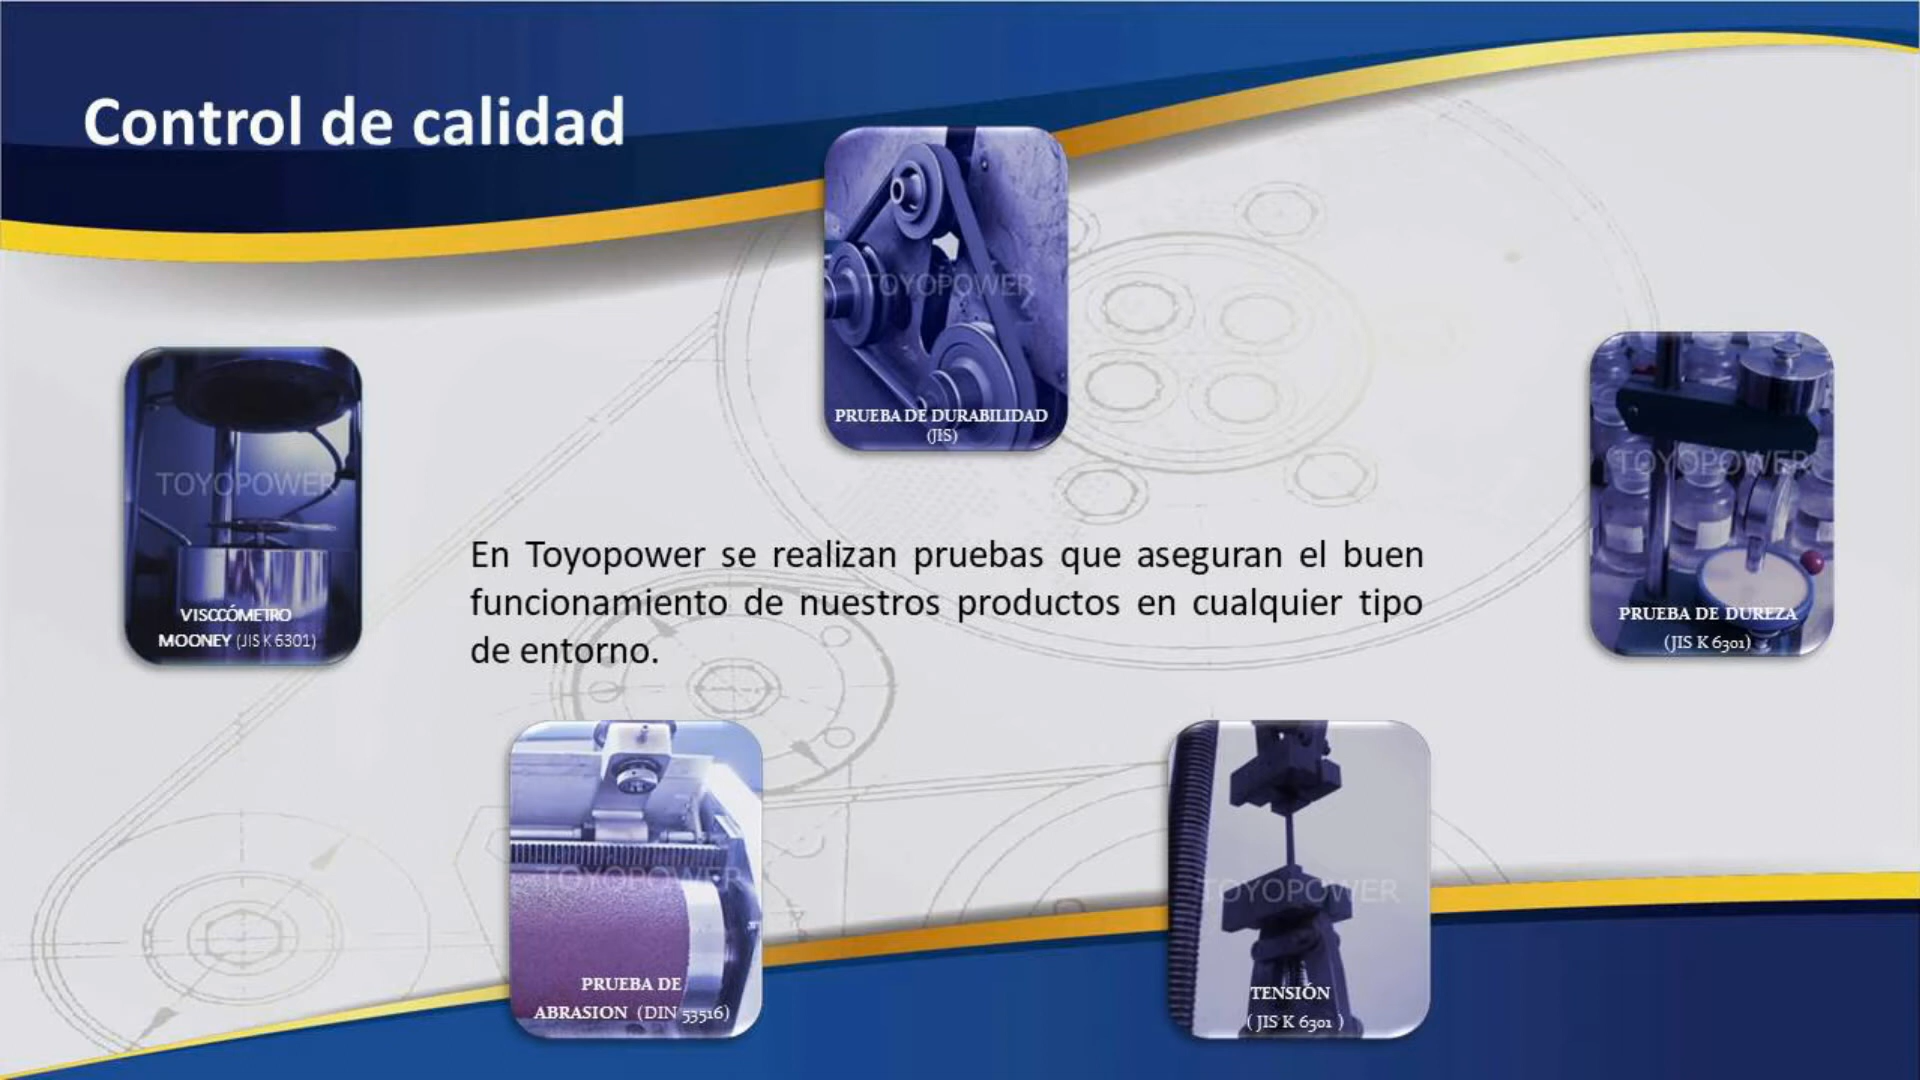 Control de calidad
TOYOPOWER
PRUEBA DE DURABILIDAD
(JIS)
TOYOPOWER
VISCCÓMETRO
MOONEY (JIS K 6301)
TOYOPOWER
PRUEBA DE DUREZA
(JIS K 6301)
En Toyopower se realizan pruebas que aseguran el buen
funcionamiento de nuestros productos en cualquier tipo
de entorno.
TOYOPOWER
PRUEBA DE
ABRASION (DIN 53516)
TOYOPOWER
TENSIÓN
( JIS K 6301 )